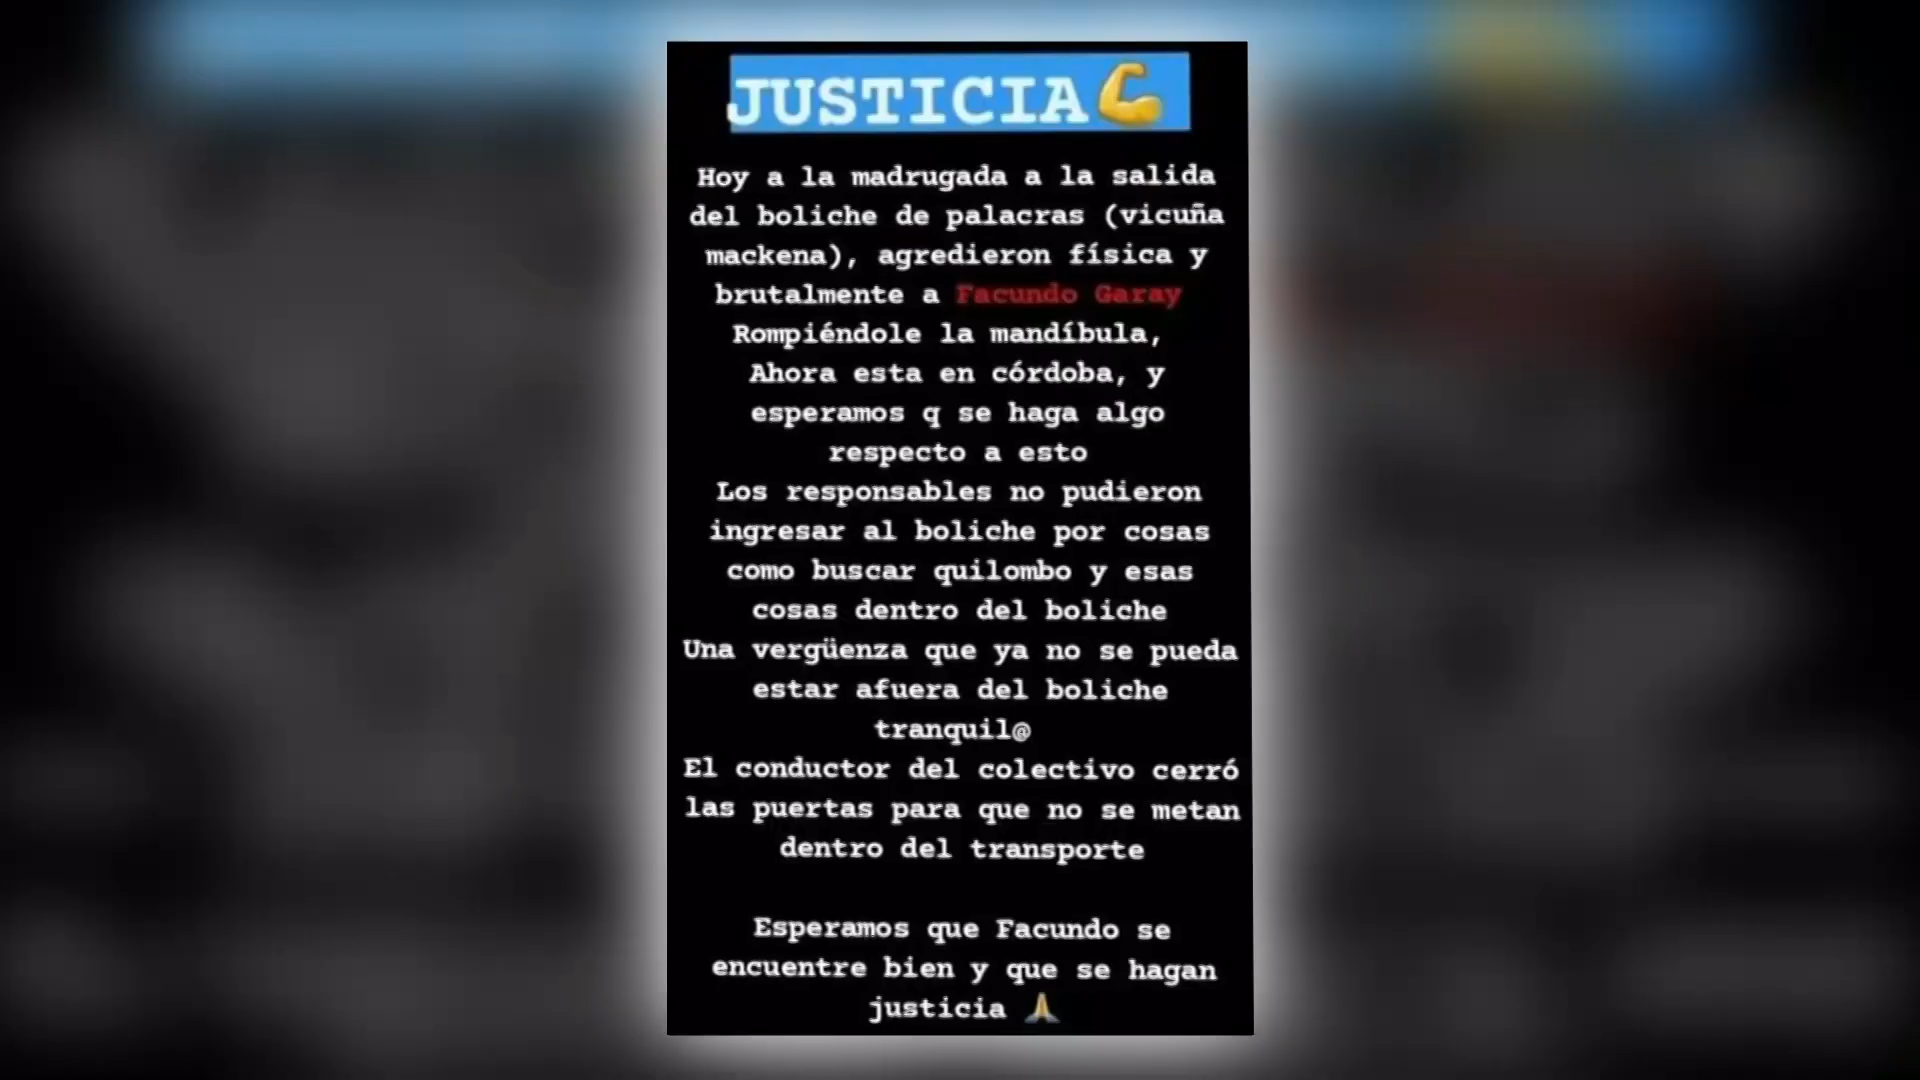 JUSTICIA💪
Hoy a la madrugada a la salida
del boliche de palacras (vicuña
mackena), agredieron física y
brutalmente a Facundo Garay
Rompiéndole la mandíbula,
Ahora esta en córdoba, y
esperamos q se haga algo
respecto a esto
Los responsables no pudieron
ingresar al boliche por cosas
como buscar quilombo y esas
cosas dentro del boliche
Una vergüenza que ya no se pueda
estar afuera del boliche
tranquil@
El conductor del colectivo cerró
las puertas para que no se metan
dentro del transporte
Esperamos que Facundo se
encuentre bien y que se hagan
justicia 🙏